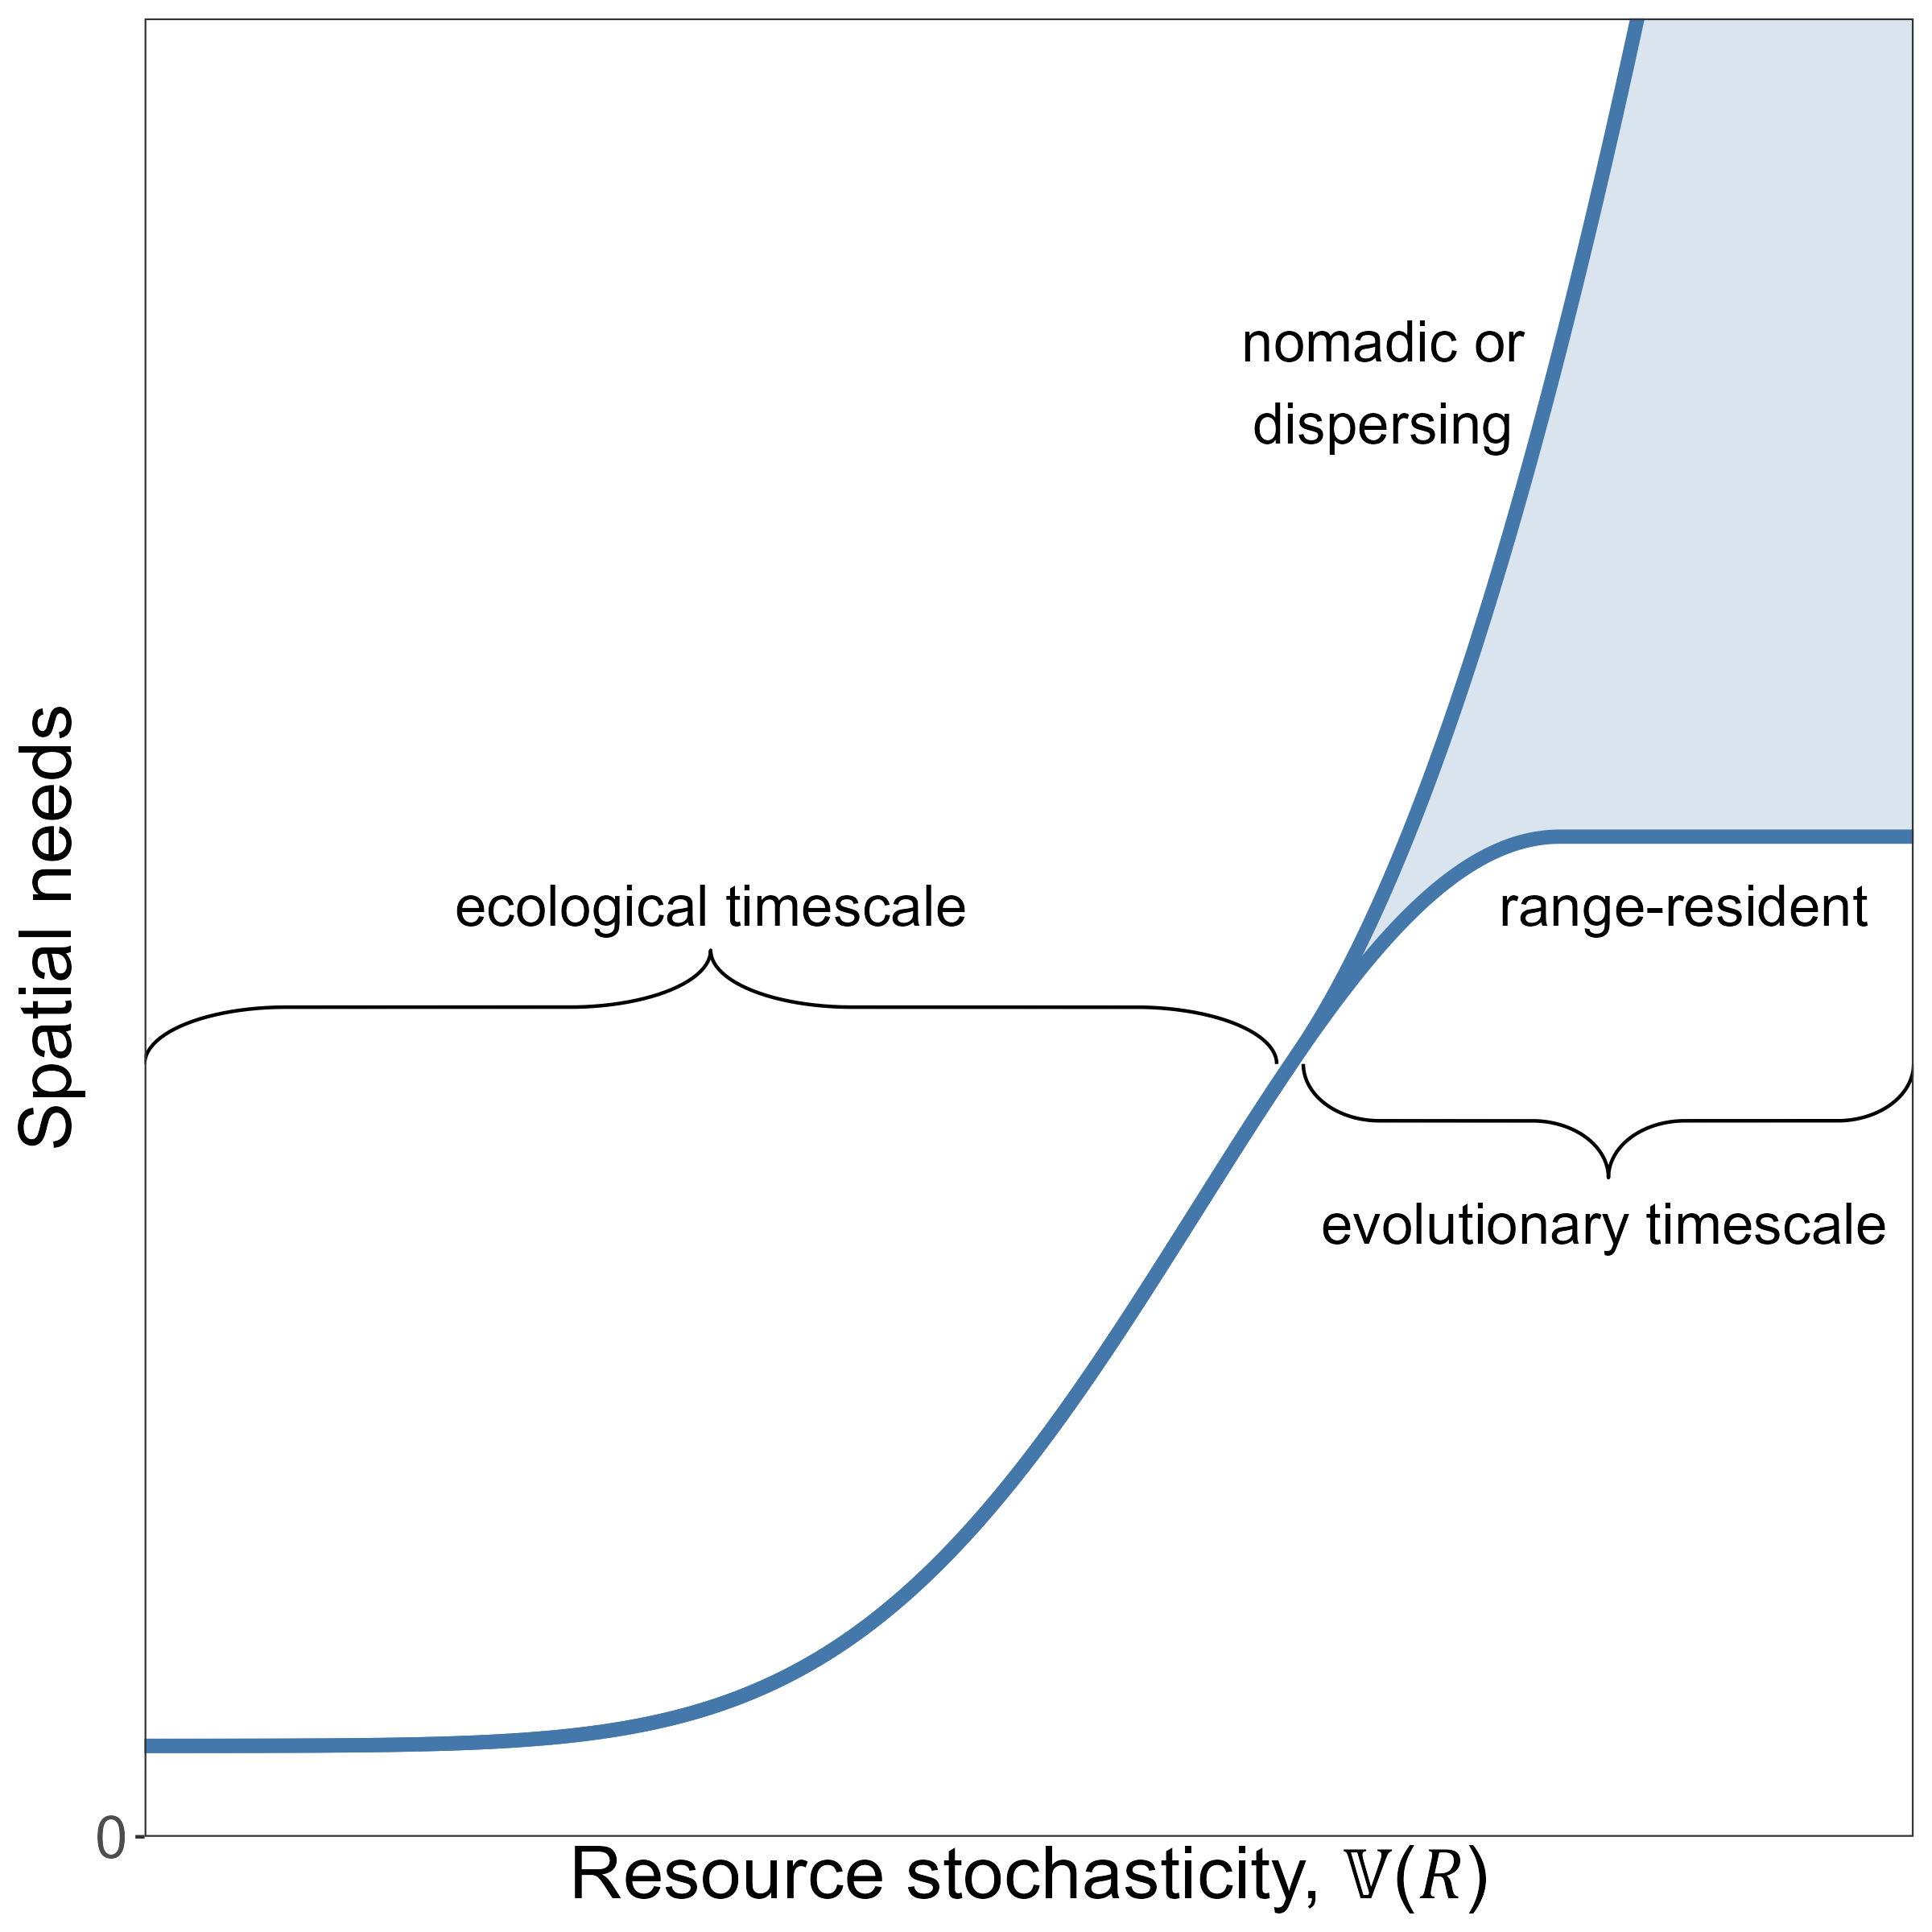 nomadic or
dispersing
ecological timescale
range-resident
evolutionary timescale
Spatial needs
0
Resource stochasticity, 𝕍(R)